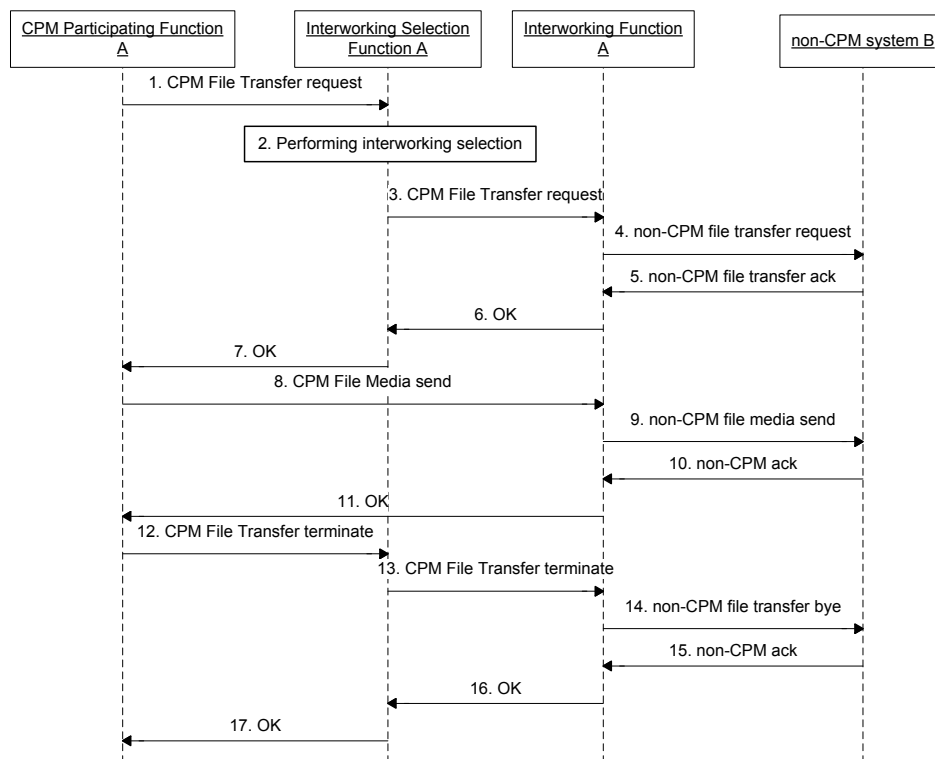 CPM Participating Function
A
Interworking Selection
Function A
Interworking Function
A
non-CPM system B
1. CPM File Transfer request
2. Performing interworking selection
3. CPM File Transfer request
4. non-CPM file transfer request
5. non-CPM file transfer ack
6. OK
7. OK
8. CPM File Media send
9. non-CPM file media send
10. non-CPM ack
11. OK
12. CPM File Transfer terminate
13. CPM File Transfer terminate
14. non-CPM file transfer bye
15. non-CPM ack
16. OK
17. OK